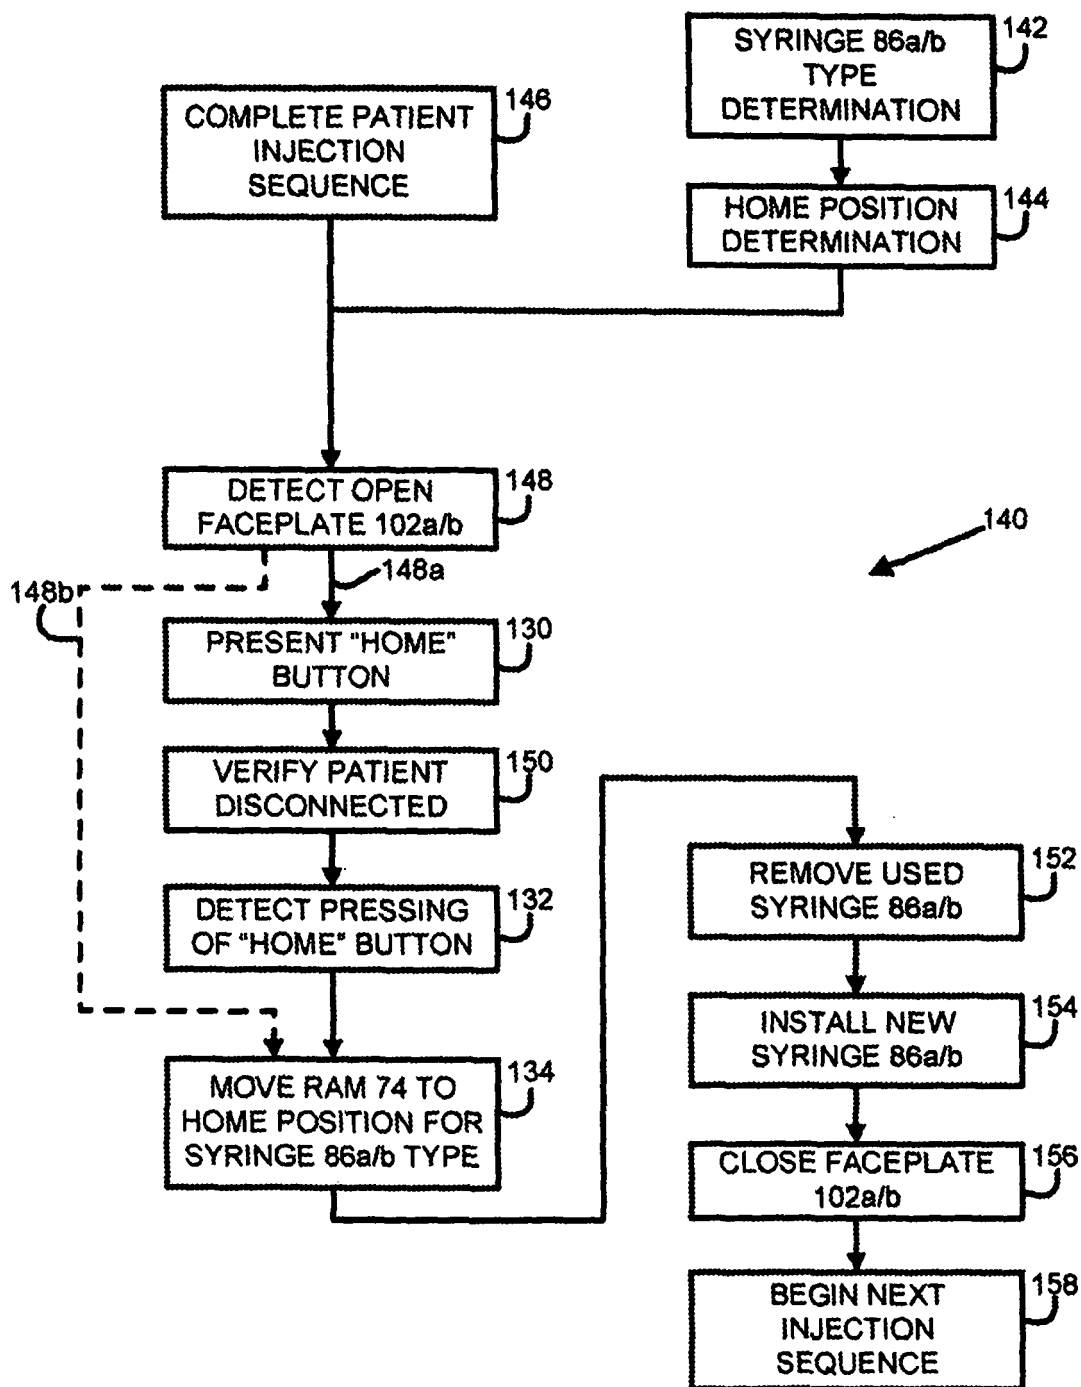 SYRINGE 86a/b
TYPE
DETERMINATION
142
COMPLETE PATIENT
INJECTION
SEQUENCE
146
HOME POSITION
DETERMINATION
144
DETECT OPEN
FACEPLATE 102a/b
148
140
148a
148b
PRESENT "HOME"
BUTTON
130
VERIFY PATIENT
DISCONNECTED
150
DETECT PRESSING
OF "HOME" BUTTON
132
MOVE RAM 74 TO
HOME POSITION FOR
SYRINGE 86a/b TYPE
134
REMOVE USED
SYRINGE 86a/b
152
INSTALL NEW
SYRINGE 86a/b
154
CLOSE FACEPLATE
102a/b
156
BEGIN NEXT
INJECTION
SEQUENCE
158